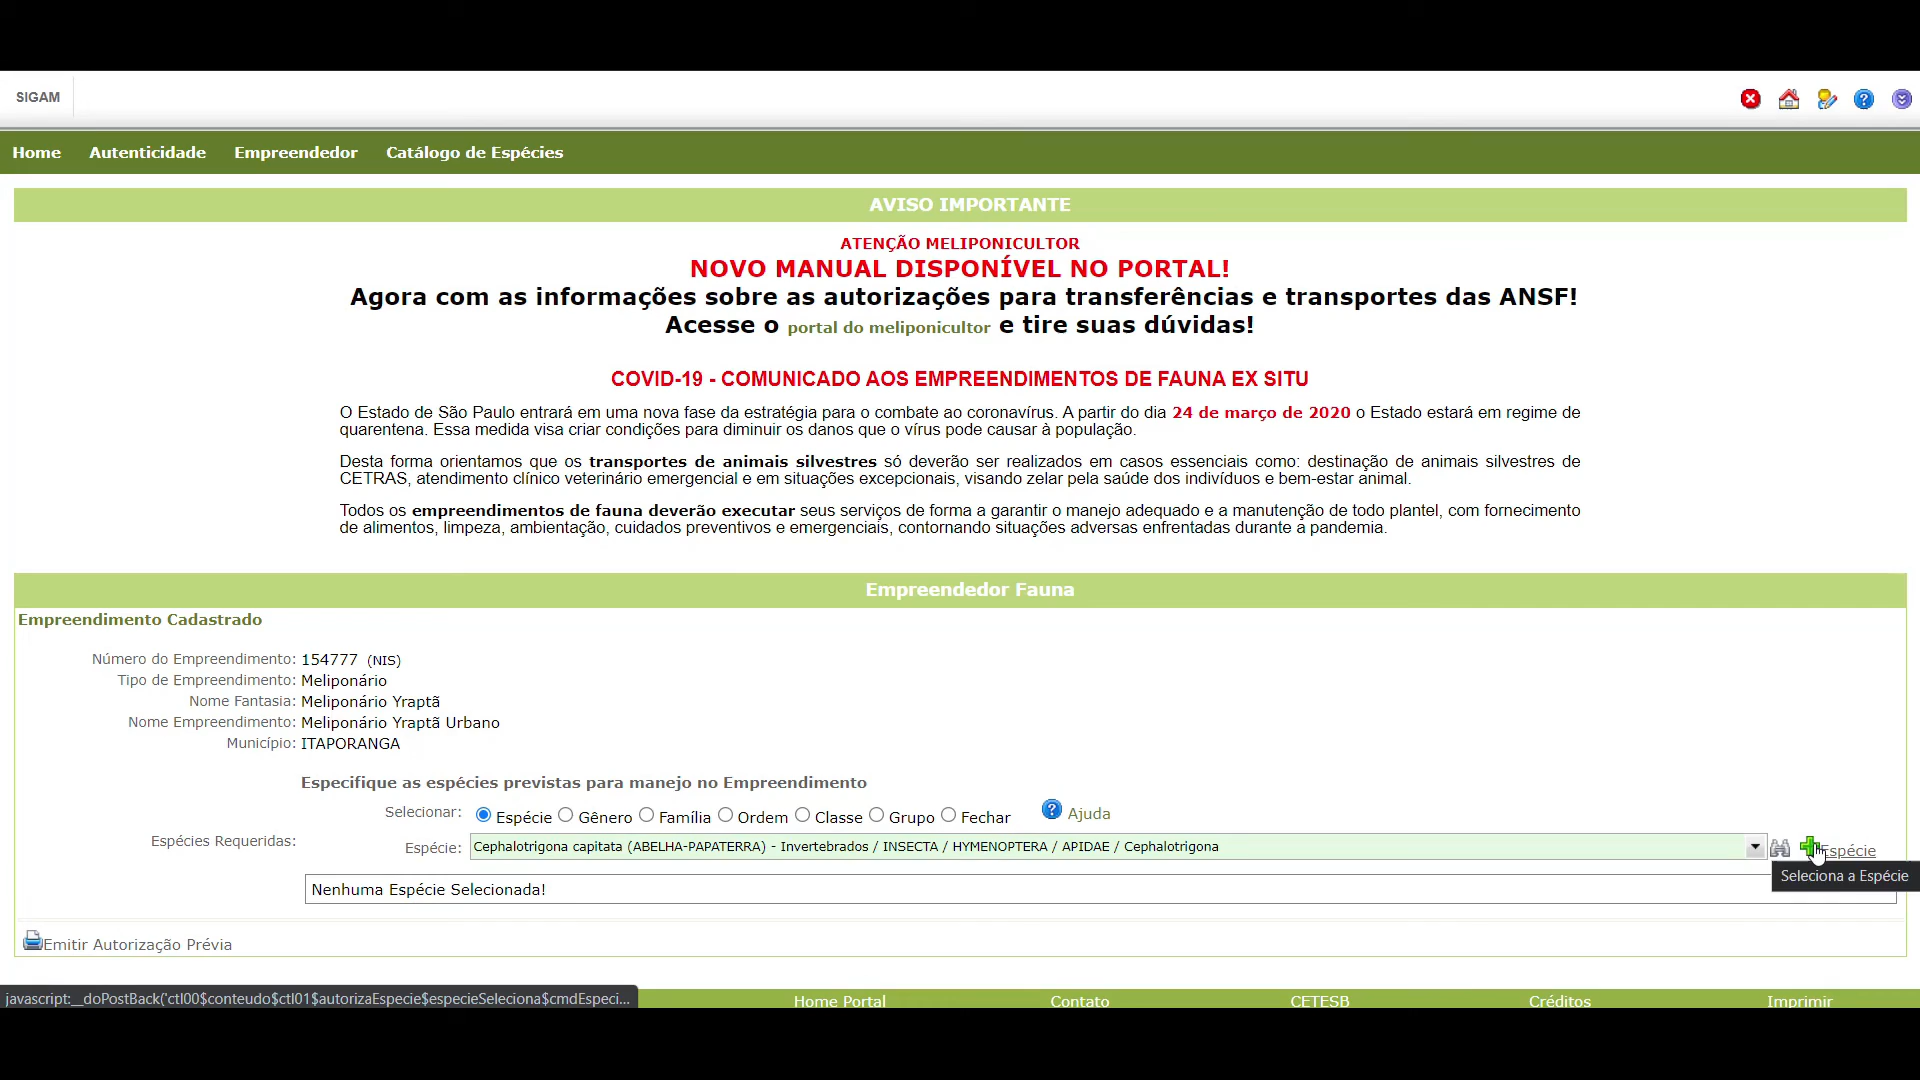 SIGAM
Home Autenticidade Empreendedor Catálogo de Espécies
AVISO IMPORTANTE
ATENÇÃO MELIPONICULTOR
NOVO MANUAL DISPONÍVEL NO PORTAL!
Agora com as informações sobre as autorizações para transferências e transportes das ANSF!
Acesse o portal do meliponicultor e tire suas dúvidas!
COVID-19 - COMUNICADO AOS EMPREENDIMENTOS DE FAUNA EX SITU
O Estado de São Paulo entrará em uma nova fase da estratégia para o combate ao coronavírus. A partir do dia 24 de março de 2020 o Estado estará em regime de
quarentena. Essa medida visa criar condições para diminuir os danos que o vírus pode causar à população.
Desta forma orientamos que os transportes de animais silvestres só deverão ser realizados em casos essenciais como: destinação de animais silvestres de
CETRAS, atendimento clínico veterinário emergencial e em situações excepcionais, visando zelar pela saúde dos indivíduos e bem-estar animal.
Todos os empreendimentos de fauna deverão executar seus serviços de forma a garantir o manejo adequado e a manutenção de todo plantel, com fornecimento
de alimentos, limpeza, ambientação, cuidados preventivos e emergenciais, contornando situações adversas enfrentadas durante a pandemia.
Empreendedor Fauna
Empreendimento Cadastrado
Número do Empreendimento: 154777 (NIS)
Tipo de Empreendimento: Meliponário
Nome Fantasia: Meliponário Yraptã
Nome Empreendimento: Meliponário Yraptã Urbano
Município: ITAPORANGA
Especifique as espécies previstas para manejo no Empreendimento
Selecionar: Espécie Gênero Família Ordem Classe Grupo Fechar ? Ajuda
Espécies Requeridas:
Espécie: Cephalotrigona capitata (ABELHA-PAPATERRA) - Invertebrados / INSECTA / HYMENOPTERA / APIDAE / Cephalotrigona Espécie
Seleciona a Espécie
Nenhuma Espécie Selecionada!
Emitir Autorização Prévia
javascript:__doPostBack('ctl00$conteudo$ctl01$autorizaEspecie$especieSeleciona$cmdEspeci...
Home Portal Contato CETESB Créditos Imprimir